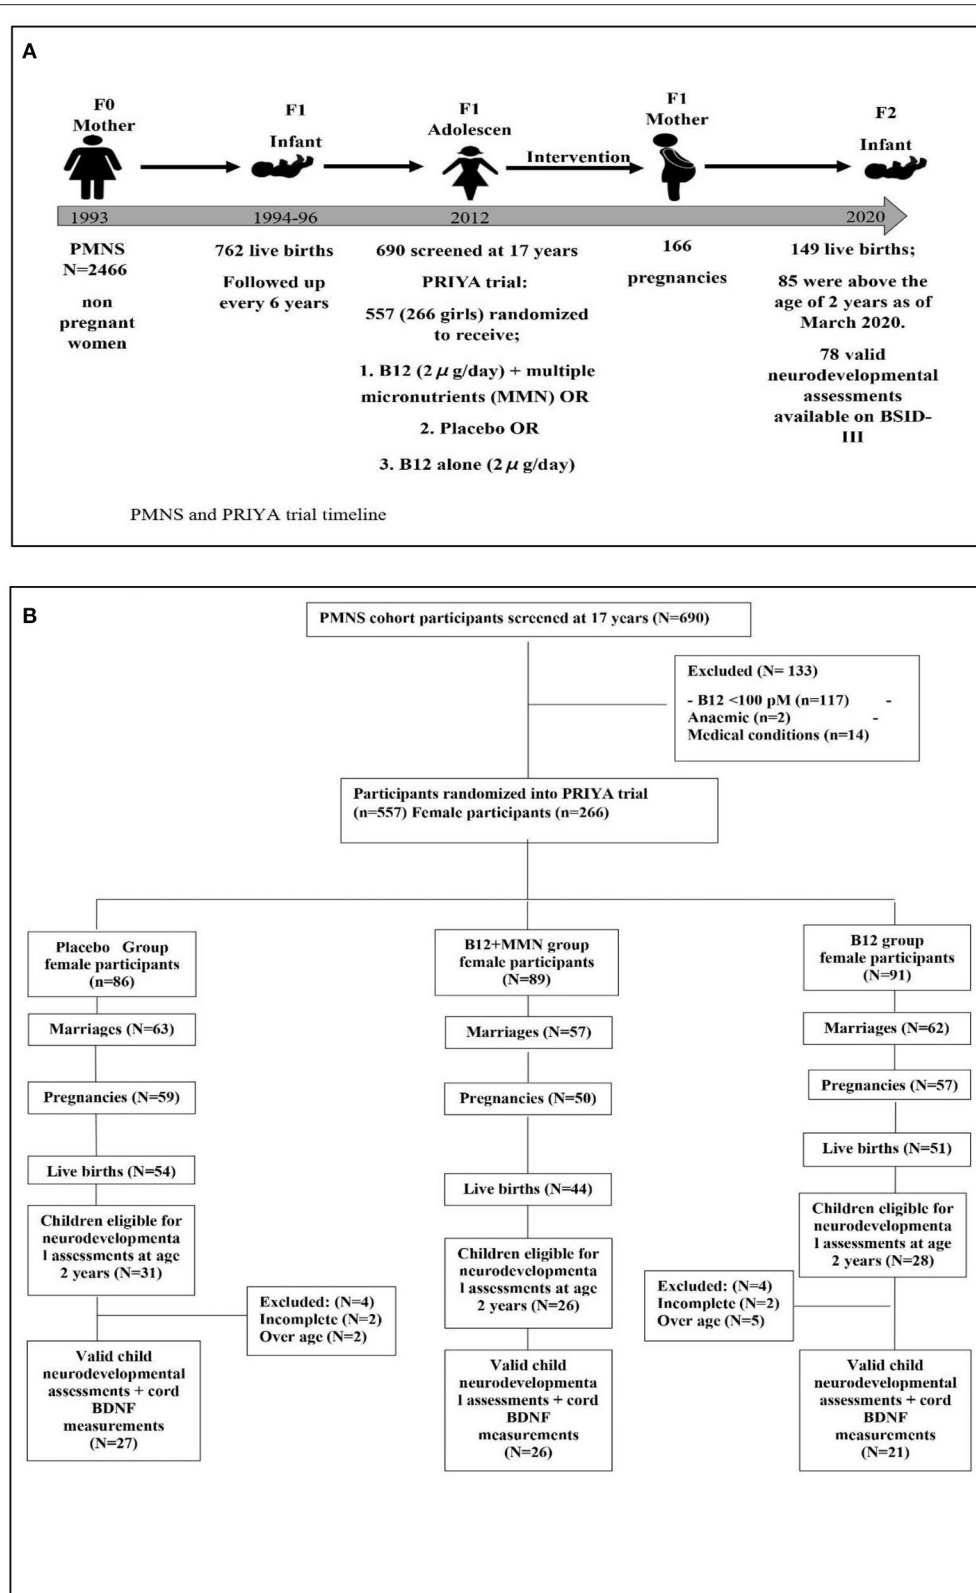 A
F0
Mother
F1
Infant
F1
Adolescen
Intervention
F1
Mother
F2
Infant
1993
1994-96
2012
2020
PMNS
N=2466
non
pregnant
women
762 live births
Followed up
every 6 years
690 screened at 17 years
PRIYA trial:
557 (266 girls) randomized
to receive;
1. B12 (2 μ g/day) + multiple
micronutrients (MMN) OR
2. Placebo OR
3. B12 alone (2 μ g/day)
166
pregnancies
149 live births;
85 were above the
age of 2 years as of
March 2020.
78 valid
neurodevelopmental
assessments
available on BSID-
III
PMNS and PRIYA trial timeline
B
PMNS cohort participants screened at 17 years (N=690)
Excluded (N= 133)
- B12 <100 pM (n=117) -
Anaemic (n=2) -
Medical conditions (n=14)
Participants randomized into PRIYA trial
(n=557) Female participants (n=266)
Placebo Group
female participants
(n=86)
Marriages (N=63)
Pregnancies (N=59)
Live births (N=54)
Children eligible for
neurodevelopmenta
l assessments at age
2 years (N=31)
Excluded: (N=4)
Incomplete (N=2)
Over age (N=2)
Valid child
neurodevelopmental
assessments + cord
BDNF
measurements
(N=27)
B12+MMN group
female participants
(N=89)
Marriages (N=57)
Pregnancies (N=50)
Live births (N=44)
Children eligible for
neurodevelopmenta
l assessments at age
2 years (N=26)
Valid child
neurodevelopmenta
l assessments + cord
BDNF
measurements
(N=26)
B12 group
female participants
(N=91)
Marriages (N=62)
Pregnancies (N=57)
Live births (N=51)
Children eligible for
neurodevelopmenta
l assessments at age
2 years (N=28)
Excluded: (N=4)
Incomplete (N=2)
Over age (N=5)
Valid child
neurodevelopmental
assessments + cord
BDNF
measurements
(N=21)